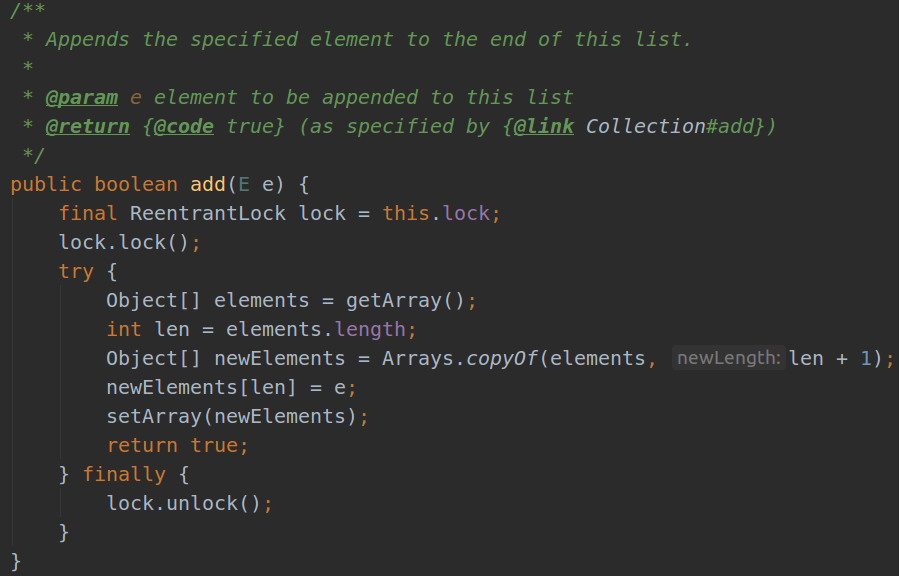 /**
 * Appends the specified element to the end of this list.
 *
 * @param e element to be appended to this list
 * @return {@code true} (as specified by {@link Collection#add})
 */
public boolean add(E e) {
    final ReentrantLock lock = this.lock;
    lock.lock();
    try {
        Object[] elements = getArray();
        int len = elements.length;
        Object[] newElements = Arrays.copyOf(elements, newLength: len + 1);
        newElements[len] = e;
        setArray(newElements);
        return true;
    } finally {
        lock.unlock();
    }
}